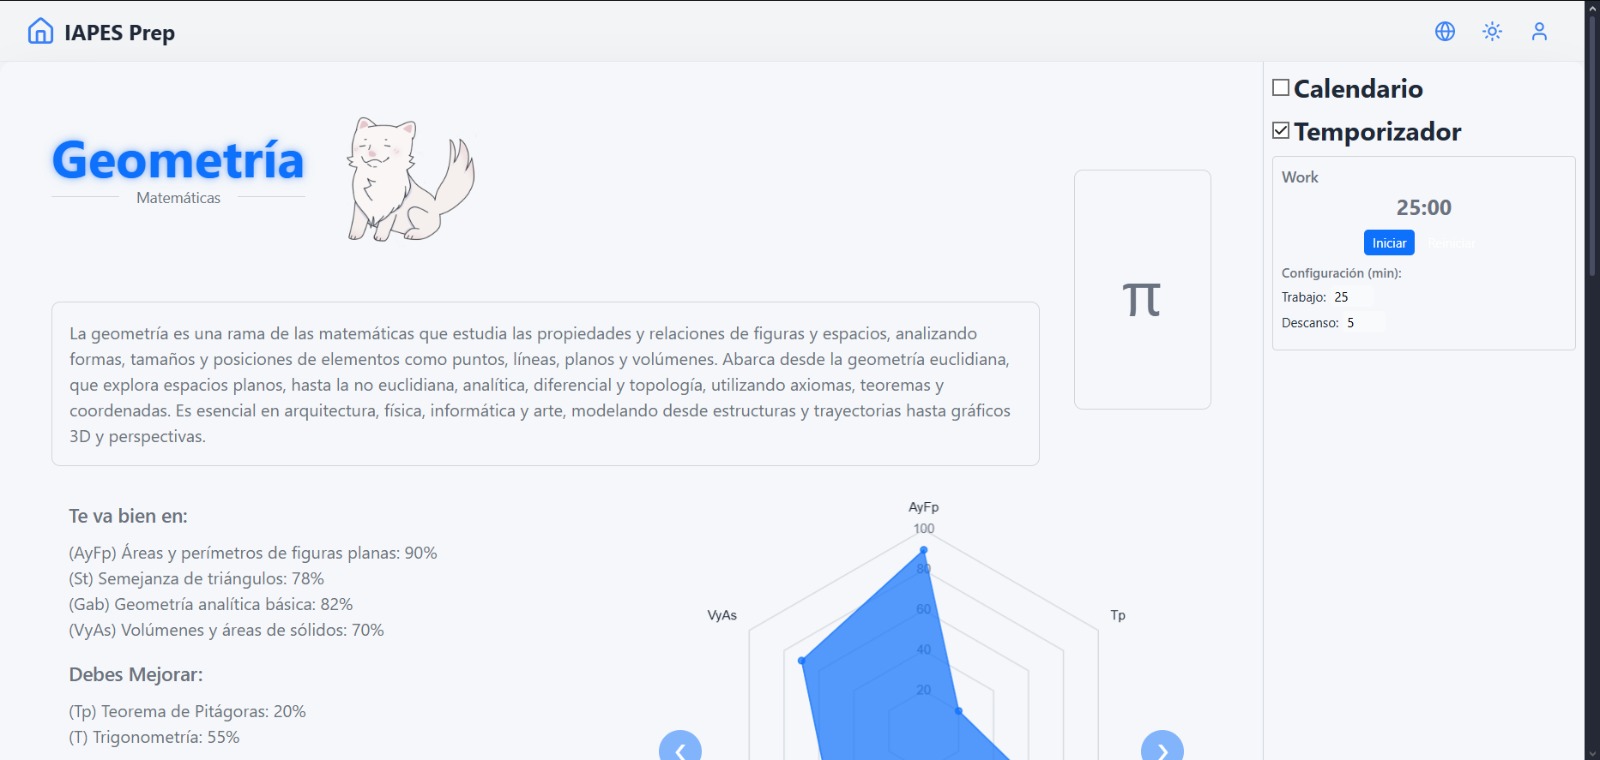 IAPES Prep
Geometría
Matemáticas
π
La geometría es una rama de las matemáticas que estudia las propiedades y relaciones de figuras y espacios, analizando
formas, tamaños y posiciones de elementos como puntos, líneas, planos y volúmenes. Abarca desde la geometría euclidiana,
que explora espacios planos, hasta la no euclidiana, analítica, diferencial y topología, utilizando axiomas, teoremas y
coordenadas. Es esencial en arquitectura, física, informática y arte, modelando desde estructuras y trayectorias hasta gráficos
3D y perspectivas.
Te va bien en:
(AyFp) Áreas y perímetros de figuras planas: 90%
(St) Semejanza de triángulos: 78%
(Gab) Geometría analítica básica: 82%
(VyAs) Volúmenes y áreas de sólidos: 70%
Debes Mejorar:
(Tp) Teorema de Pitágoras: 20%
(T) Trigonometría: 55%
AyFp
100
80
60
40
20
VyAs
Tp
Calendario
Temporizador
Work
25:00
Iniciar
Reiniciar
Configuración (min):
Trabajo: 25
Descanso: 5